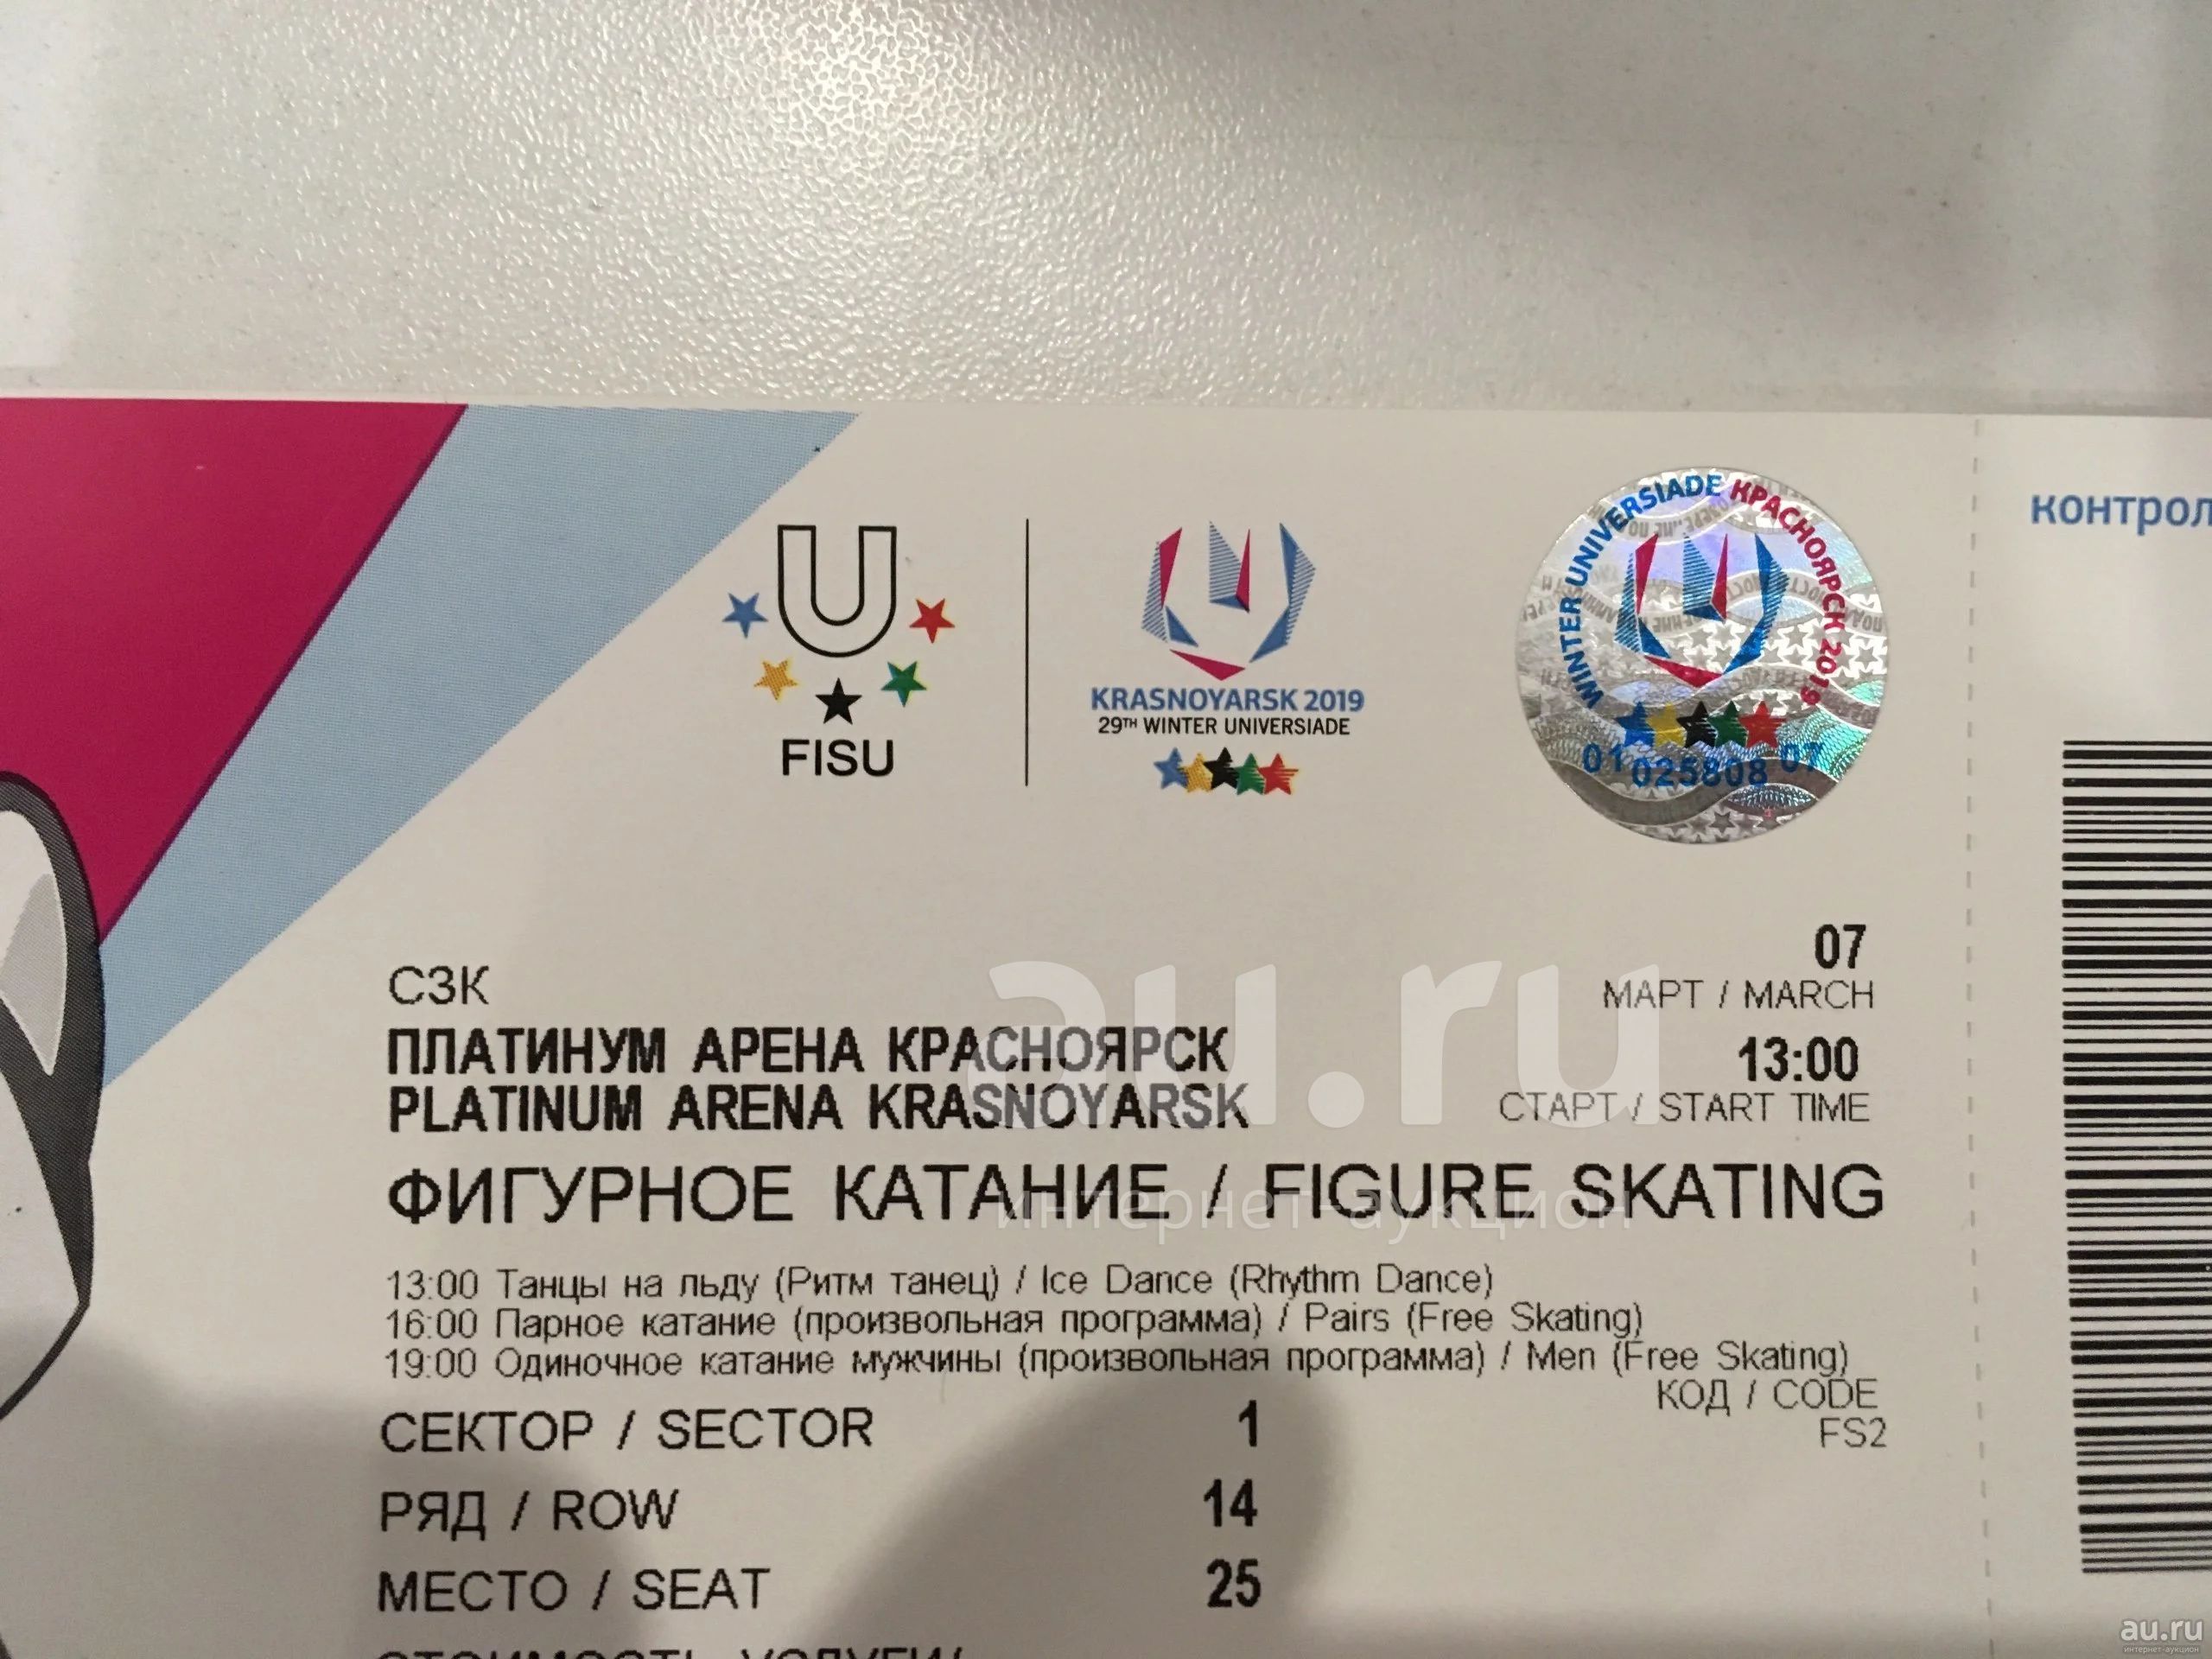 FISU
KRASNOYARSK 2019
29TH WINTER UNIVERSIADE
WINTER UNIVERSIADE КРАСНОЯРСК 2019
01 025808 07
контрол
07
МАРТ / MARCH
13:00
СТАРТ / START TIME
СЗК
ПЛАТИНУМ АРЕНА КРАСНОЯРСК
PLATINUM ARENA KRASNOYARSK
ФИГУРНОЕ КАТАНИЕ / FIGURE SKATING
13:00 Танцы на льду (Ритм танец) / Ice Dance (Rhythm Dance)
16:00 Парное катание (произвольная программа) / Pairs (Free Skating)
19:00 Одиночное катание мужчины (произвольная программа) / Men (Free Skating)
КОД / CODE
FS2
СЕКТОР / SECTOR 1
РЯД / ROW 14
МЕСТО / SEAT 25
СТОИМОСТЬ УСЛУГИ/
au.ru
интернет-аукцион
au.ru
интернет-аукцион